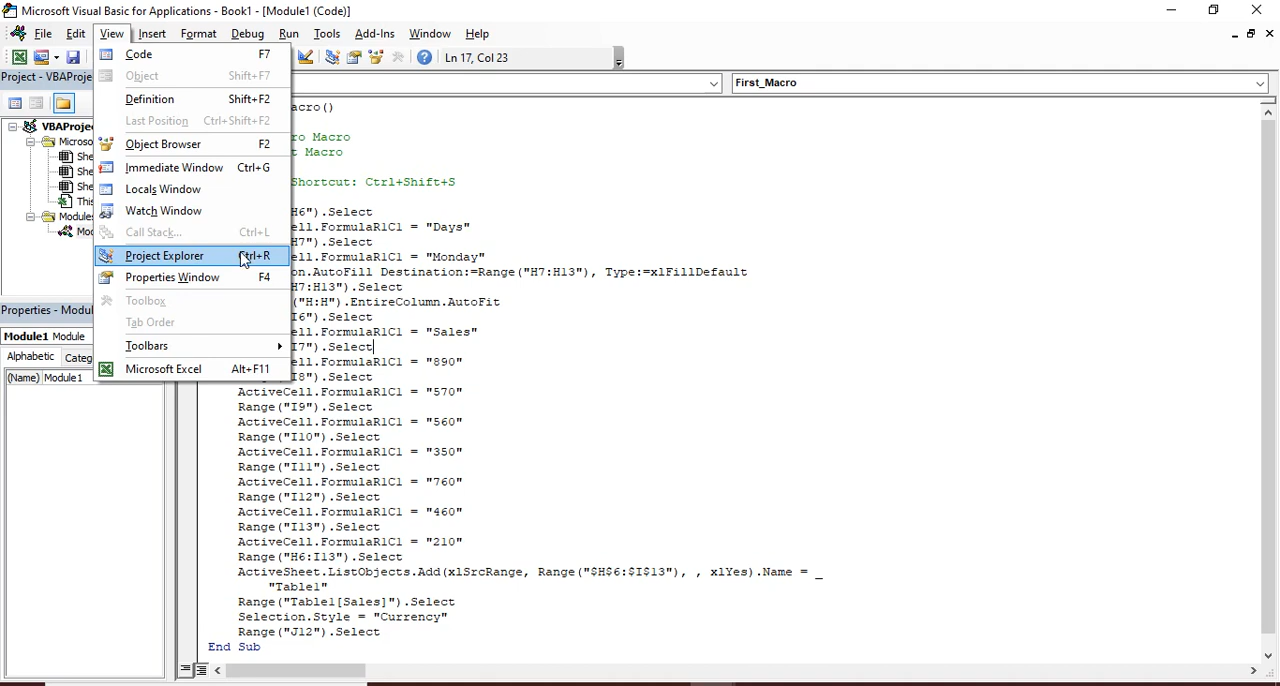 Microsoft Visual Basic for Applications - Book1 - [Module1 (Code)]
File Edit View Insert Format Debug Run Tools Add-Ins Window Help
Ln 17, Col 23
Project - VBAProje
First_Macro
VBAProje
Microso
She
She
She
This
Modules
Mod
Code F7
Object Shift+F7
Definition Shift+F2
Last Position Ctrl+Shift+F2
Object Browser F2
Immediate Window Ctrl+G
Locals Window
Watch Window
Call Stack... Ctrl+L
Project Explorer Ctrl+R
Properties Window F4
Toolbox
Tab Order
Toolbars
Microsoft Excel Alt+F11
Properties - Modul
Module1 Module
Alphabetic Categ
(Name) Module1
acro()
ro Macro
t Macro
Shortcut: Ctrl+Shift+S
H6").Select
ell.FormulaR1C1 = "Days"
H7").Select
ell.FormulaR1C1 = "Monday"
on.AutoFill Destination:=Range("H7:H13"), Type:=xlFillDefault
H7:H13").Select
("H:H").EntireColumn.AutoFit
I6").Select
ell.FormulaR1C1 = "Sales"
I7").Select
ell.FormulaR1C1 = "890"
I8").Select
ActiveCell.FormulaR1C1 = "570"
Range("I9").Select
ActiveCell.FormulaR1C1 = "560"
Range("I10").Select
ActiveCell.FormulaR1C1 = "350"
Range("I11").Select
ActiveCell.FormulaR1C1 = "760"
Range("I12").Select
ActiveCell.FormulaR1C1 = "460"
Range("I13").Select
ActiveCell.FormulaR1C1 = "210"
Range("H6:I13").Select
ActiveSheet.ListObjects.Add(xlSrcRange, Range("$H$6:$I$13"), , xlYes).Name = _
"Table1"
Range("Table1[Sales]").Select
Selection.Style = "Currency"
Range("J12").Select
End Sub